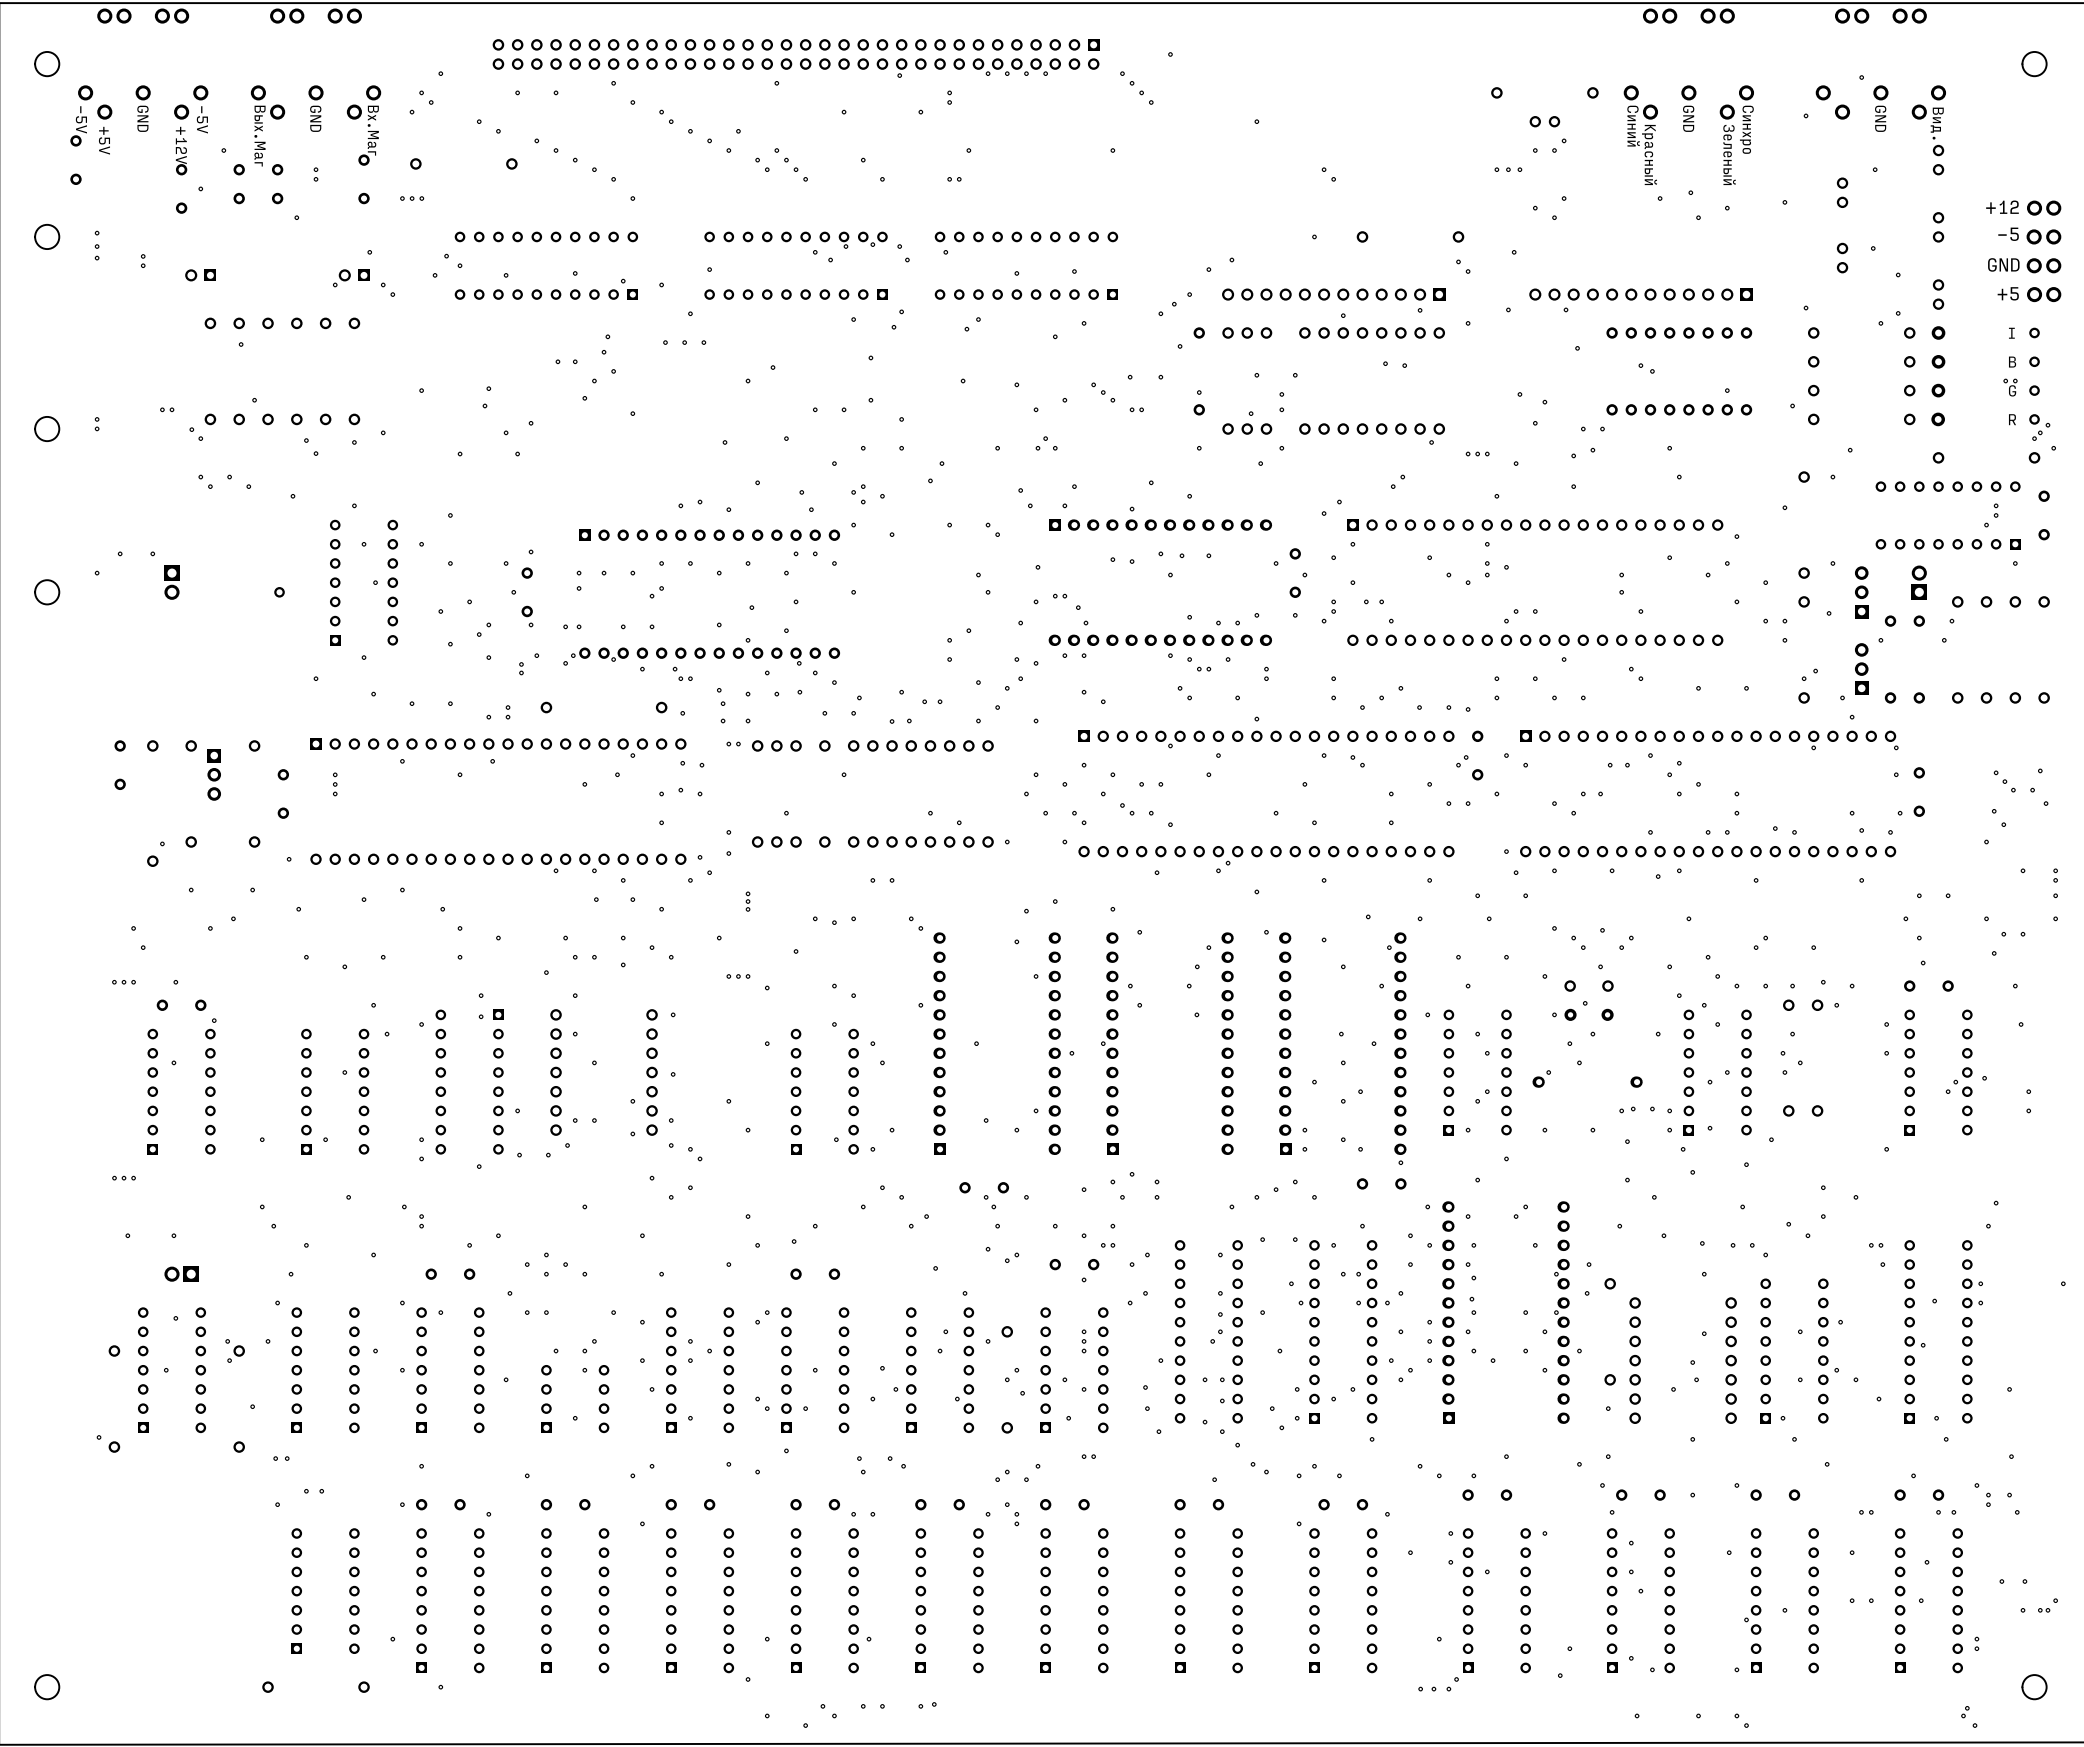 -5V
+5V
GND
+12V
-5V
Вых.Маг
GND
Вх.Маг
Синий
Красный
GND
Зеленый
Синхро
GND
Вид.
+12
-5
GND
+5
I
B
G
R